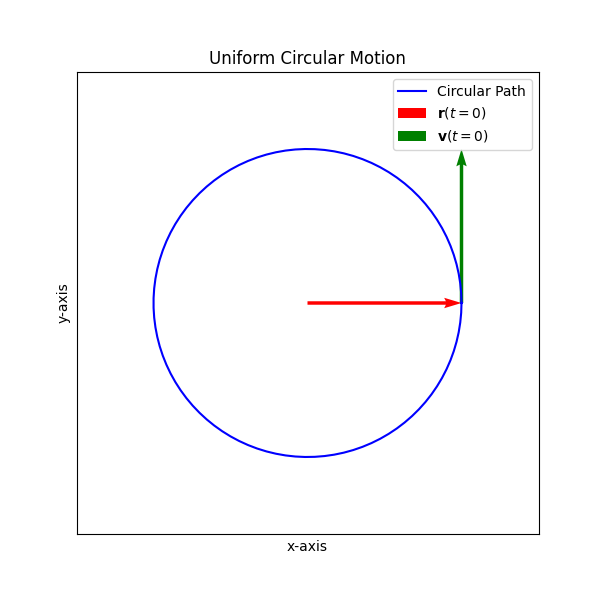 Uniform Circular Motion
Circular Path
r(t = 0)
v(t = 0)
y-axis
x-axis